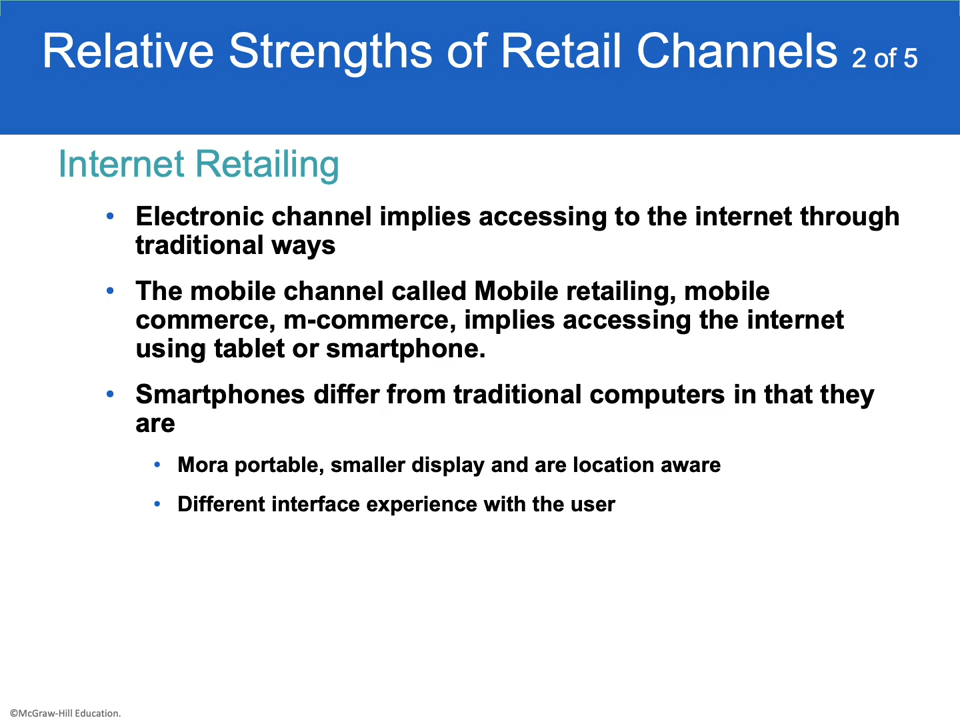 Relative Strengths of Retail Channels 2 of 5
Internet Retailing
• Electronic channel implies accessing to the internet through
traditional ways
• The mobile channel called Mobile retailing, mobile
commerce, m-commerce, implies accessing the internet
using tablet or smartphone.
• Smartphones differ from traditional computers in that they
are
• Mora portable, smaller display and are location aware
• Different interface experience with the user
©McGraw-Hill Education.